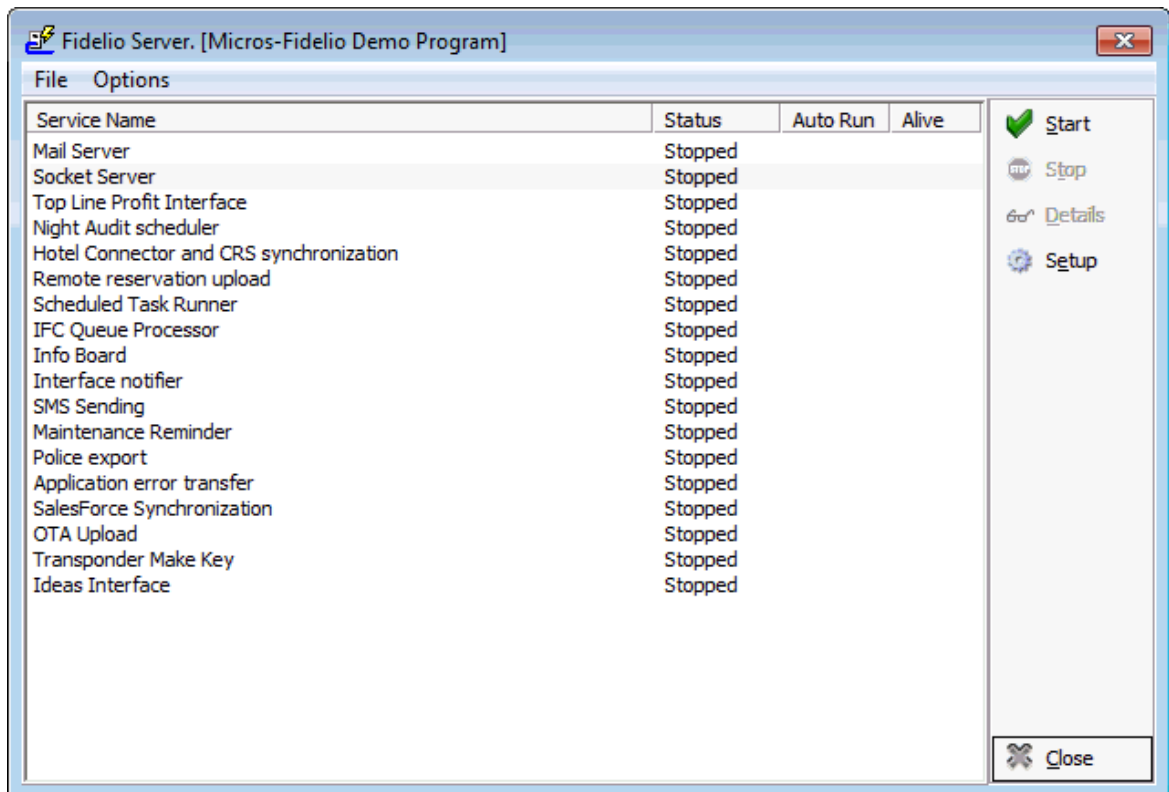 Fidelio Server. [Micros-Fidelio Demo Program]
File Options
Service Name Status Auto Run Alive
Mail Server Stopped
Socket Server Stopped
Top Line Profit Interface Stopped
Night Audit scheduler Stopped
Hotel Connector and CRS synchronization Stopped
Remote reservation upload Stopped
Scheduled Task Runner Stopped
IFC Queue Processor Stopped
Info Board Stopped
Interface notifier Stopped
SMS Sending Stopped
Maintenance Reminder Stopped
Police export Stopped
Application error transfer Stopped
SalesForce Synchronization Stopped
OTA Upload Stopped
Transponder Make Key Stopped
Ideas Interface Stopped
Start
Stop
Details
Setup
Close